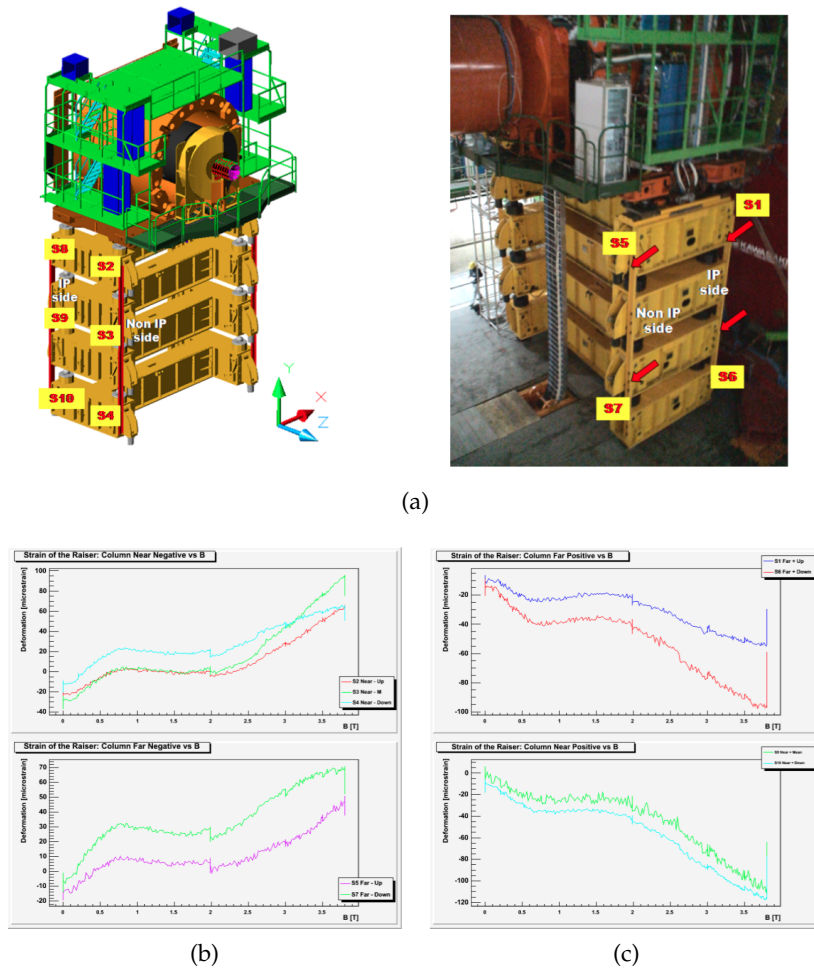 S8
S2
IP
side
S9
S3
Non IP
side
S10
S4
Y
X
Z
S1
S5
KAWASAKI
IP
side
Non IP
side
S6
S7
(a)
Strain of the Raiser: Column Near Negative vs B
Deformation [microstrain]
100
80
60
40
20
0
-20
-40
0 0.5 1 1.5 2 2.5 3 3.5
B [T]
S2 Near - Up
S3 Near - M
S4 Near - Down
Strain of the Raiser: Column Far Negative vs B
Deformation [microstrain]
70
60
50
40
30
20
10
0
-10
-20
0 0.5 1 1.5 2 2.5 3 3.5
B [T]
S5 Far - Up
S7 Far - Down
(b)
Strain of the Raiser: Column Far Positive vs B
Deformation [microstrain]
S1 Far + Up
S6 Far + Down
-20
-40
-60
-80
-100
0 0.5 1 1.5 2 2.5 3 3.5
B [T]
Strain of the Raiser: Column Near Positive vs B
Deformation [microstrain]
S9 Near + Mean
S10 Near + Down
0
-20
-40
-60
-80
-100
-120
0 0.5 1 1.5 2 2.5 3 3.5
B [T]
(c)